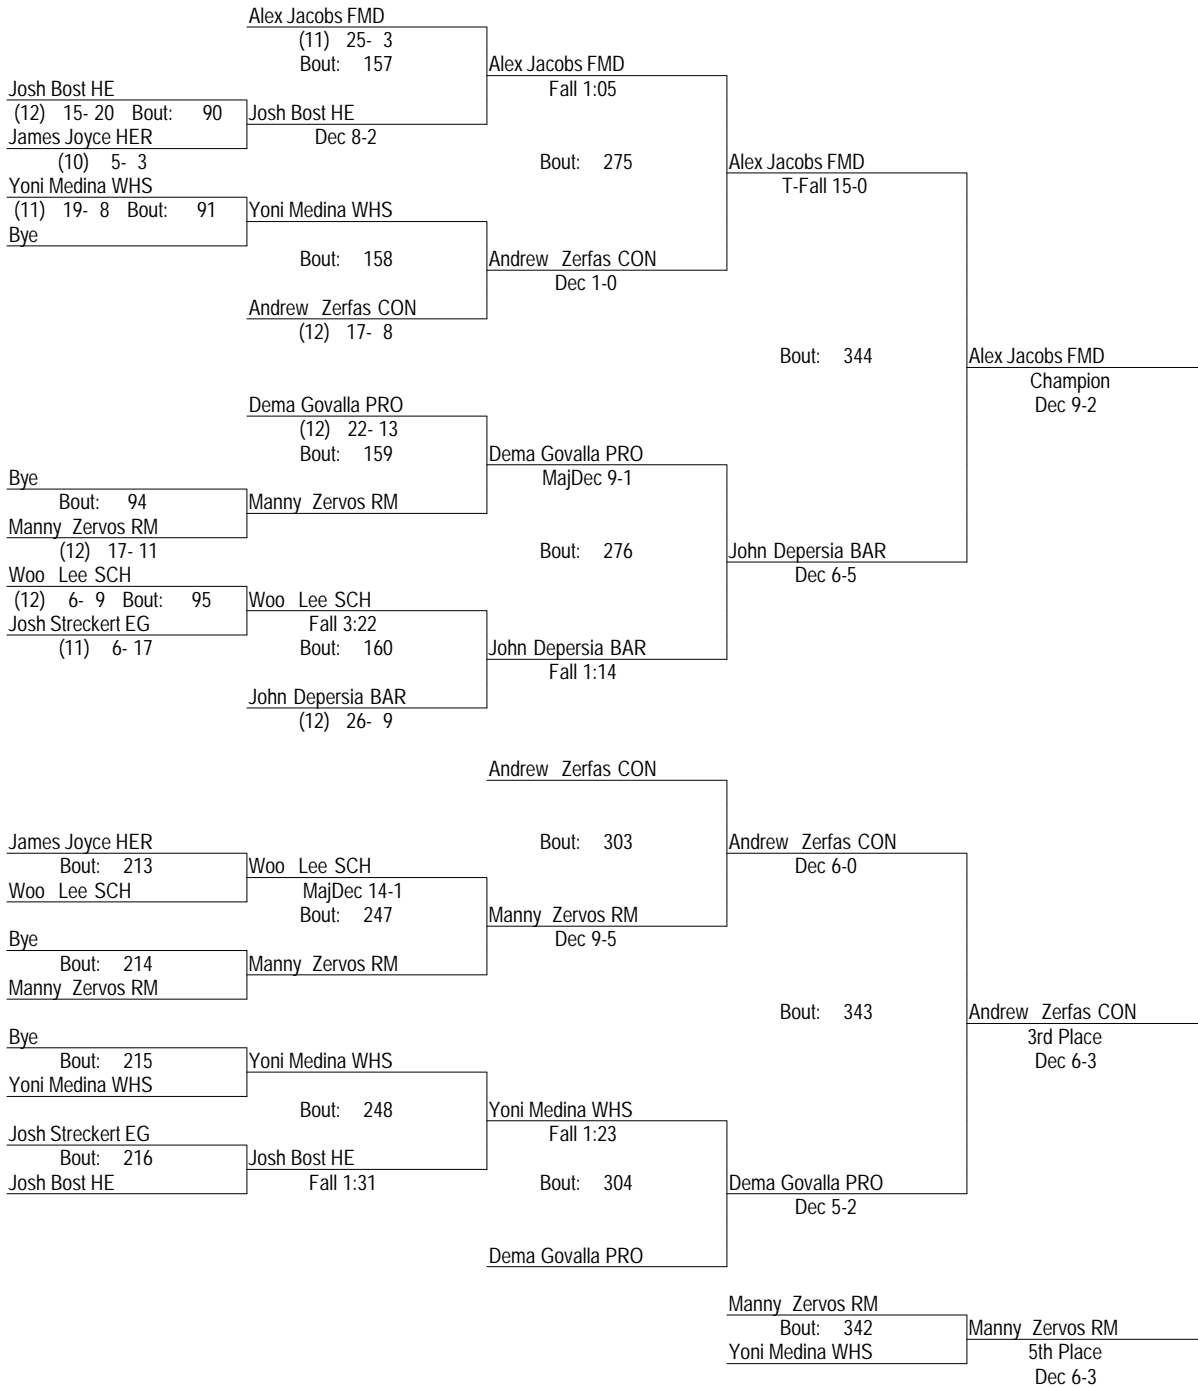 Alex Jacobs FMD
(11) 25- 3
Bout: 157
Alex Jacobs FMD
Fall 1:05
Josh Bost HE
(12) 15- 20 Bout: 90
Josh Bost HE
Dec 8-2
James Joyce HER
(10) 5- 3
Bout: 275
Alex Jacobs FMD
T-Fall 15-0
Yoni Medina WHS
(11) 19- 8 Bout: 91
Yoni Medina WHS
Bye
Bout: 158
Andrew Zerfas CON
Dec 1-0
Andrew Zerfas CON
(12) 17- 8
Bout: 344
Alex Jacobs FMD
Champion
Dec 9-2
Dema Govalla PRO
(12) 22- 13
Bout: 159
Dema Govalla PRO
MajDec 9-1
Bye
Bout: 94
Manny Zervos RM
Manny Zervos RM
(12) 17- 11
Bout: 276
John Depersia BAR
Dec 6-5
Woo Lee SCH
(12) 6- 9 Bout: 95
Woo Lee SCH
Fall 3:22
Josh Streckert EG
(11) 6- 17
Bout: 160
John Depersia BAR
Fall 1:14
John Depersia BAR
(12) 26- 9
Andrew Zerfas CON
James Joyce HER
Bout: 213
Woo Lee SCH
Bout: 303
Andrew Zerfas CON
Dec 6-0
Woo Lee SCH
MajDec 14-1
Bout: 247
Manny Zervos RM
Dec 9-5
Bye
Bout: 214
Manny Zervos RM
Manny Zervos RM
Bout: 343
Andrew Zerfas CON
3rd Place
Dec 6-3
Bye
Bout: 215
Yoni Medina WHS
Yoni Medina WHS
Bout: 248
Yoni Medina WHS
Fall 1:23
Josh Streckert EG
Bout: 216
Josh Bost HE
Josh Bost HE
Fall 1:31
Bout: 304
Dema Govalla PRO
Dec 5-2
Dema Govalla PRO
Manny Zervos RM
Bout: 342
Manny Zervos RM
Yoni Medina WHS
5th Place
Dec 6-3